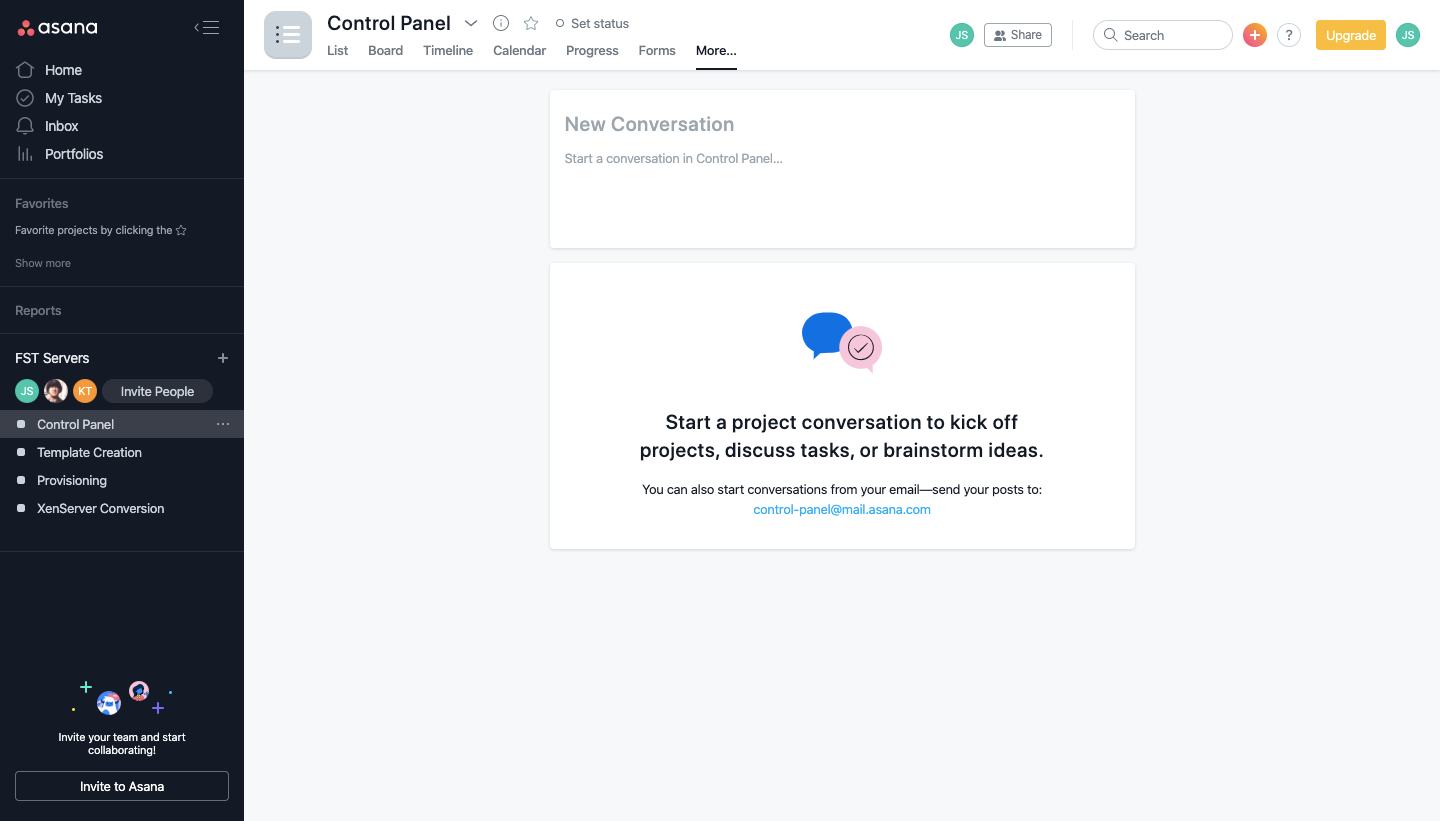 asana
Home
My Tasks
Inbox
Portfolios
Favorites
Favorite projects by clicking the
Show more
Reports
FST Servers
JS
KT
Invite People
Control Panel
Template Creation
Provisioning
XenServer Conversion
Invite your team and start
collaborating!
Invite to Asana
Control Panel
Set status
List Board Timeline Calendar Progress Forms More...
JS
Share
Search
?
Upgrade
JS
New Conversation
Start a conversation in Control Panel...
Start a project conversation to kick off
projects, discuss tasks, or brainstorm ideas.
You can also start conversations from your email—send your posts to:
control-panel@mail.asana.com